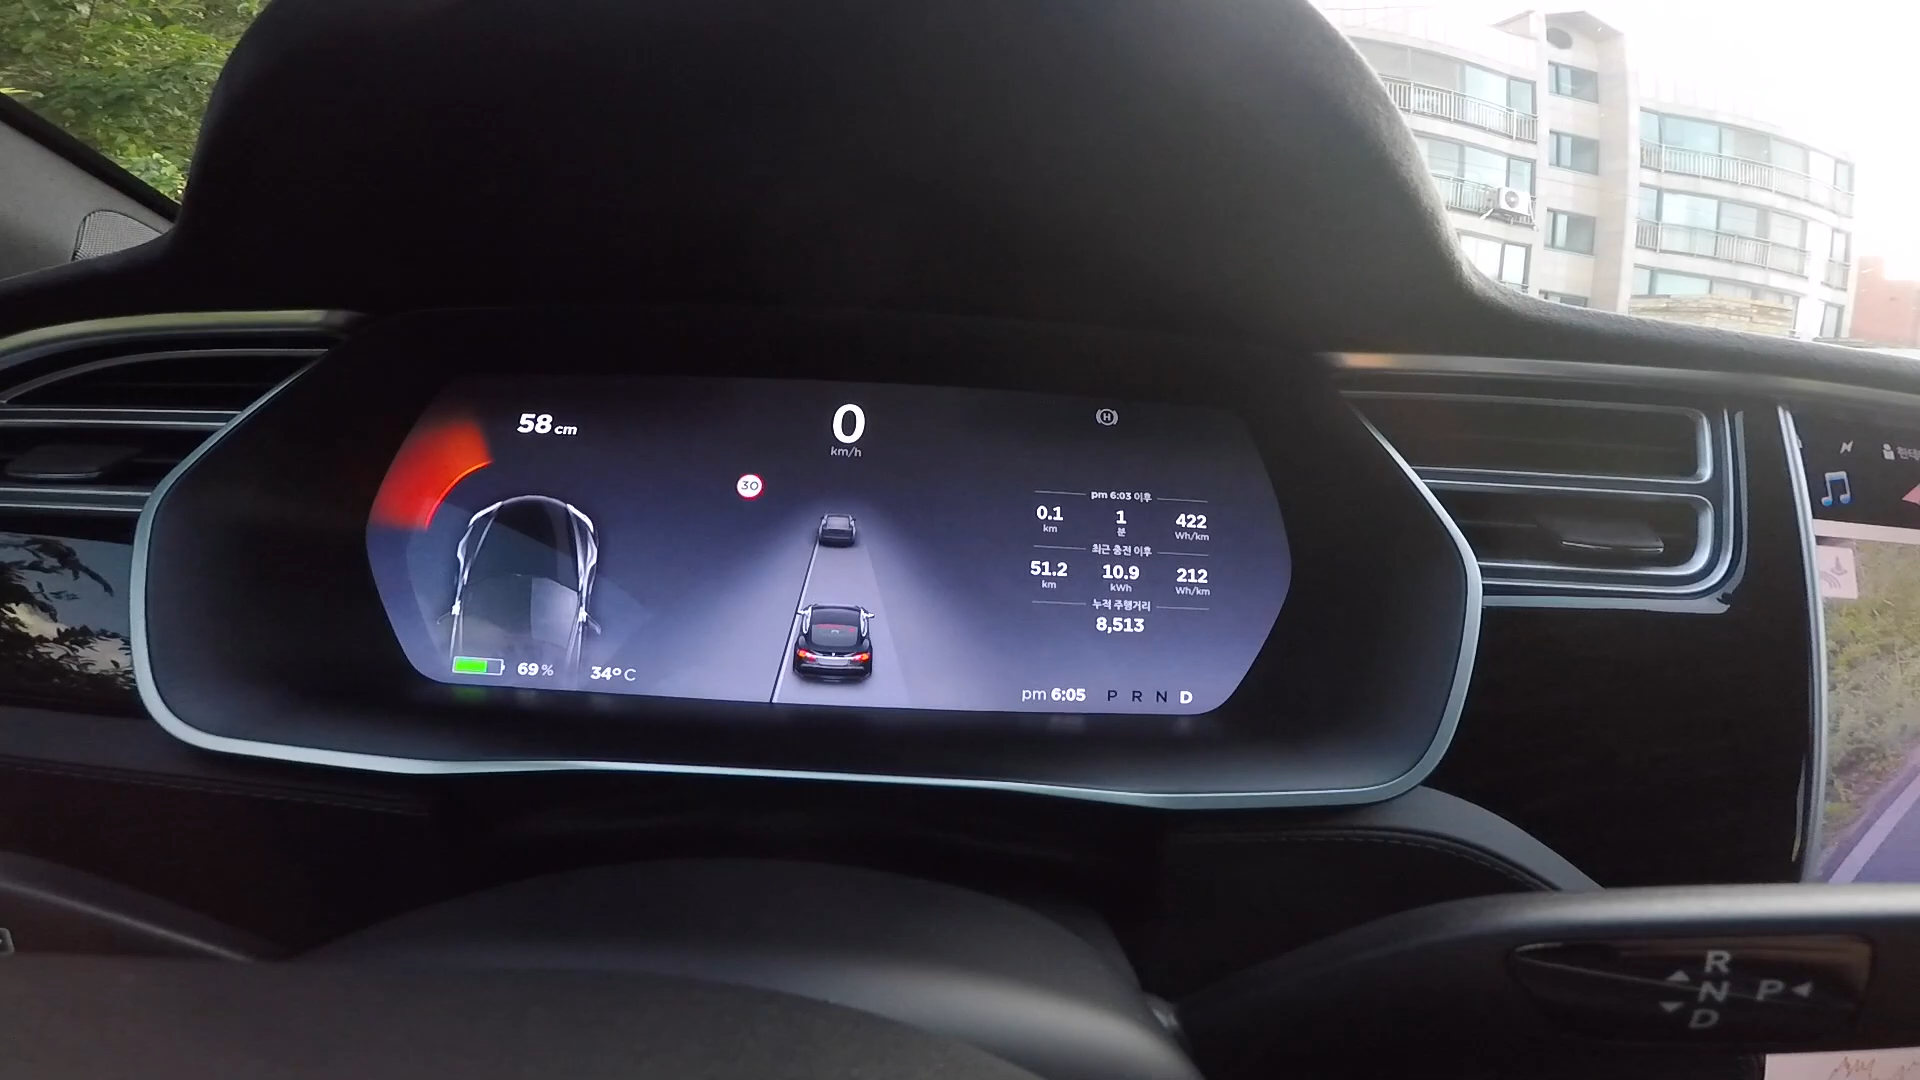 58 cm
0
km/h
H
30
pm 6:03 이후
0.1 1 422
km 분 Wh/km
최근 충전 이후
51.2 10.9 212
km kWh Wh/km
누적 주행거리
8,513
69 %
34° C
pm 6:05 P R N D
R
N P
D